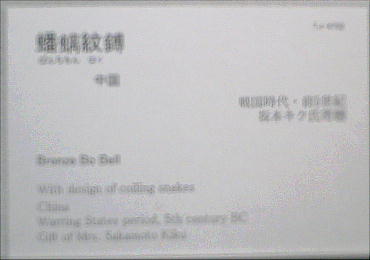 蟠螭紋鎛
中国
戦国時代・前5世紀
坂本キク氏寄贈
Bronze Bo Bell
With design of coiling snakes
China
Warring States period, 5th century BC
Gift of Mrs. Sakamoto Kiku